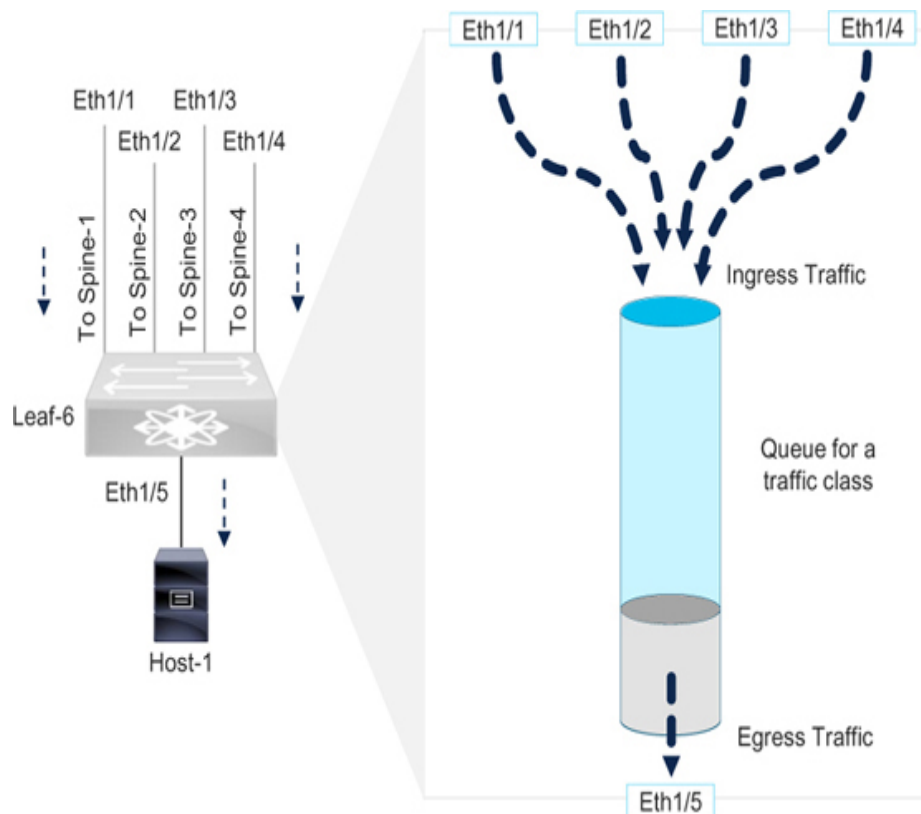 Eth1/1
Eth1/2
Eth1/3
Eth1/4
To Spine-1
To Spine-2
To Spine-3
To Spine-4
Leaf-6
Eth1/5
Host-1
Eth1/1
Eth1/2
Eth1/3
Eth1/4
Ingress Traffic
Queue for a
traffic class
Egress Traffic
Eth1/5